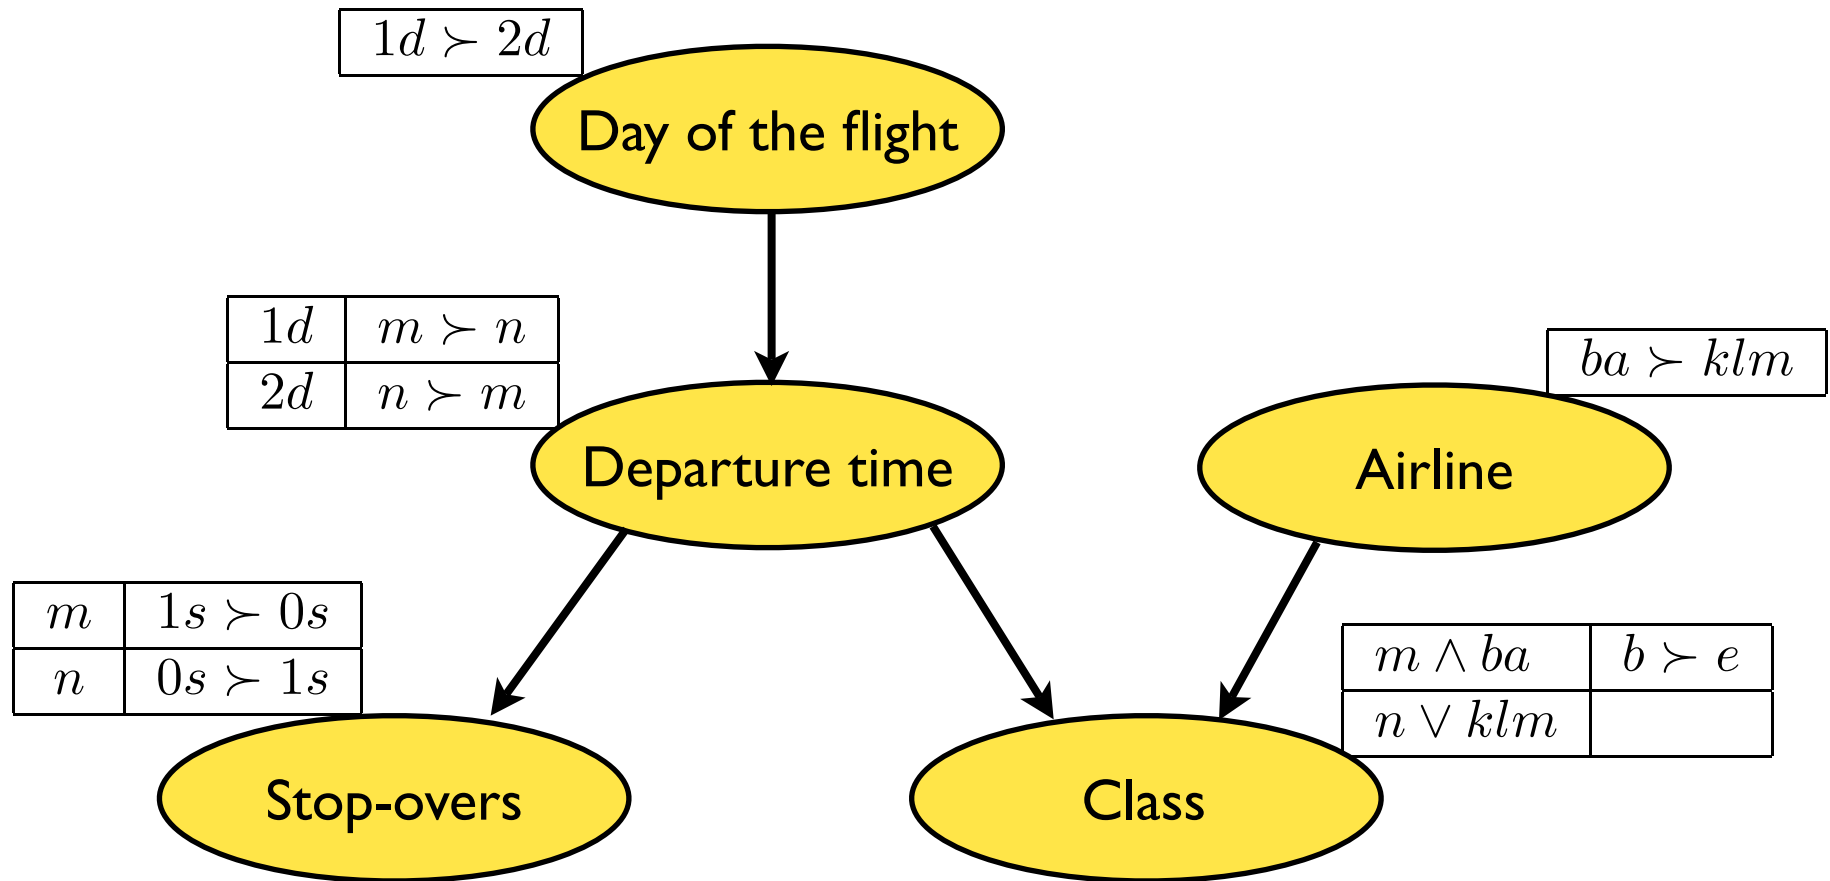 1d ≻ 2d
Day of the flight
1d m ≻ n
2d n ≻ m
ba ≻ klm
Departure time
Airline
m 1s ≻ 0s
n 0s ≻ 1s
m ∧ ba b ≻ e
n ∨ klm
Stop-overs
Class